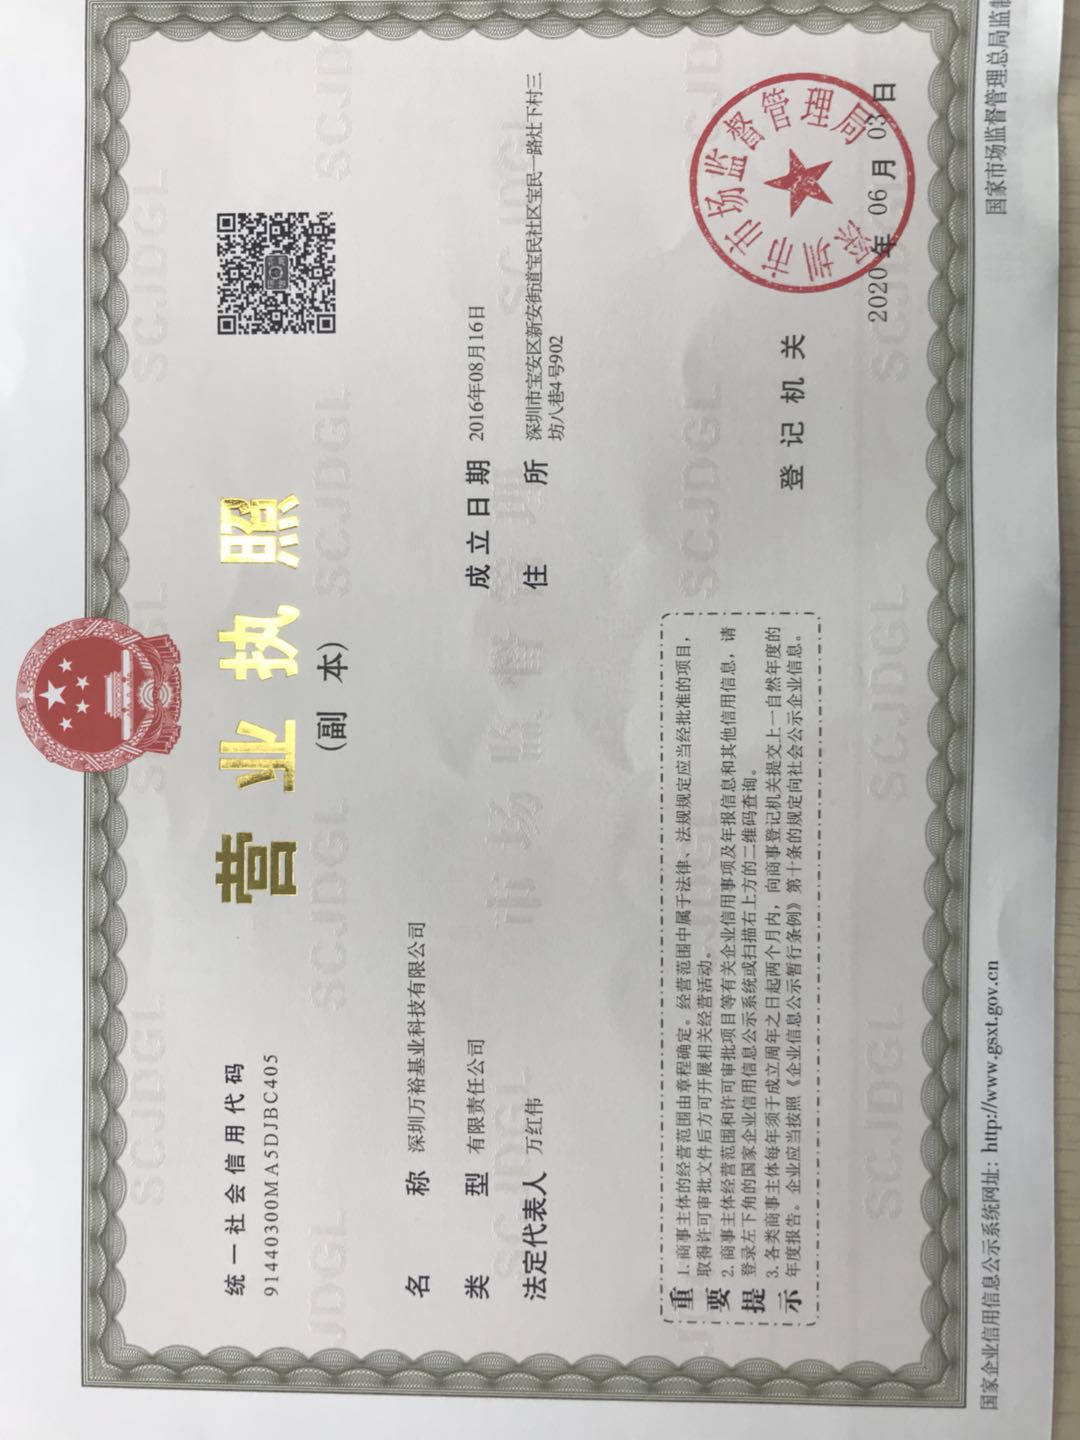 营业执照
(副 本)
统一社会信用代码
91440300MA5DJBC405
名 称 深圳万裕基业科技有限公司
类 型 有限责任公司
法定代表人 万红伟
成立日期 2016年08月16日
住 所 深圳市宝安区新安街道宝民社区宝民一路灶下村三
坊八巷4号902
重要提示
1.商事主体的经营范围由章程确定。经营范围中属于法律、法规规定应当经批准的项目,
取得许可审批文件后方可开展相关经营活动。
2.商事主体经营范围和许可审批项目等有关企业信用事项及年报信息和其他信用信息,请
登录左下角的国家企业信用信息公示系统或扫描右上方的二维码查询。
3.各类商事主体每年须于成立周年之日起两个月内,向商事登记机关提交上一自然年度的
年度报告。企业应当按照《企业信息公示暂行条例》第十条的规定向社会公示企业信息。
登记机关
深圳市市场监督管理局
2020年 06月 03日
国家企业信用信息公示系统网址: http://www.gsxt.gov.cn
国家市场监督管理总局监制
SCJDGL
市场监督管理